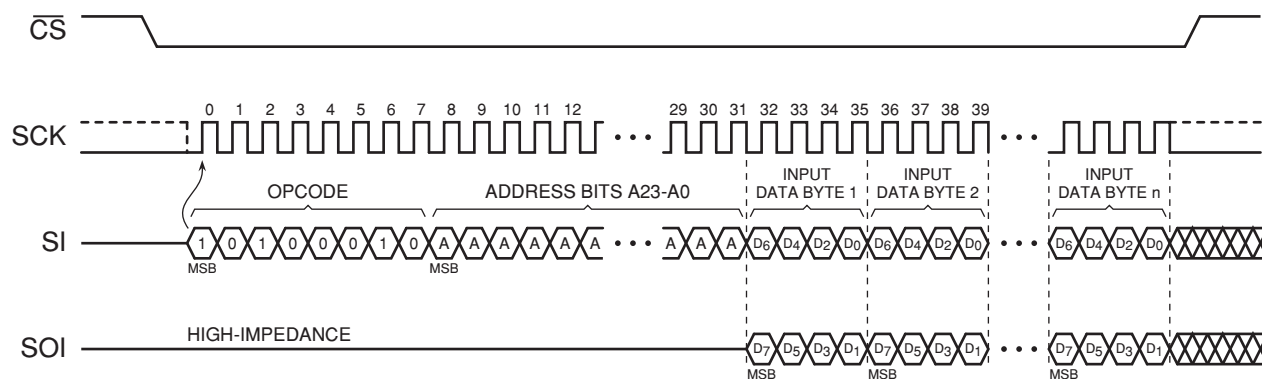 CS
SCK
0 1 2 3 4 5 6 7 8 9 10 11 12 29 30 31 32 33 34 35 36 37 38 39
OPCODE
ADDRESS BITS A23-A0
INPUT
DATA BYTE 1
INPUT
DATA BYTE 2
INPUT
DATA BYTE n
SI
1 0 1 0 0 0 1 0 A A A A A A A A A D6 D4 D2 D0 D6 D4 D2 D0 D6 D4 D2 D0
MSB MSB
HIGH-IMPEDANCE
SOI
D7 D5 D3 D1 D7 D5 D3 D1 D7 D5 D3 D1
MSB MSB MSB